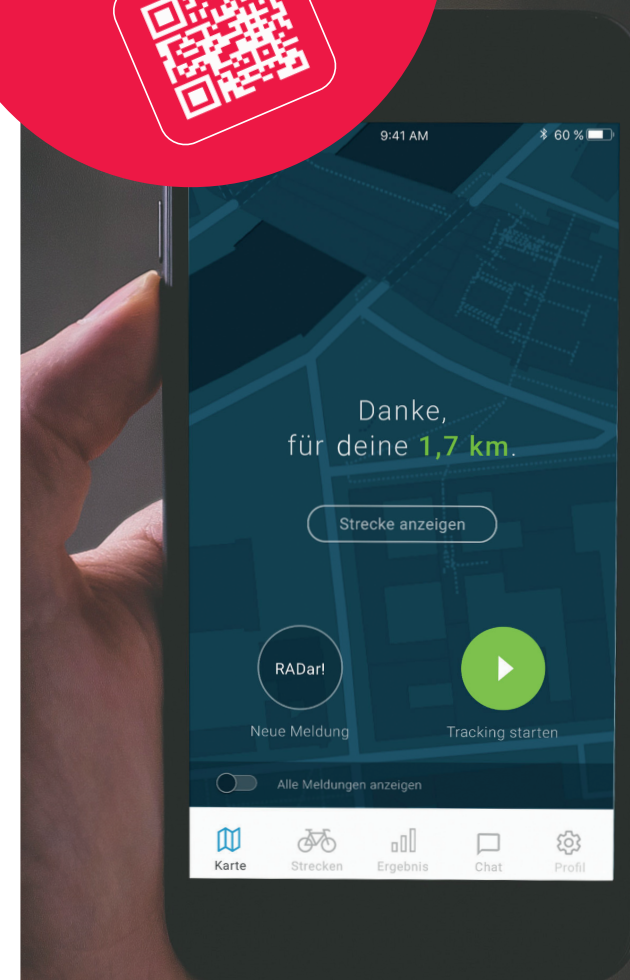 9:41 AM
60 %
Danke,
für deine 1,7 km.
Strecke anzeigen
RADar!
Neue Meldung
Tracking starten
Alle Meldungen anzeigen
Karte
Strecken
Ergebnis
Chat
Profil